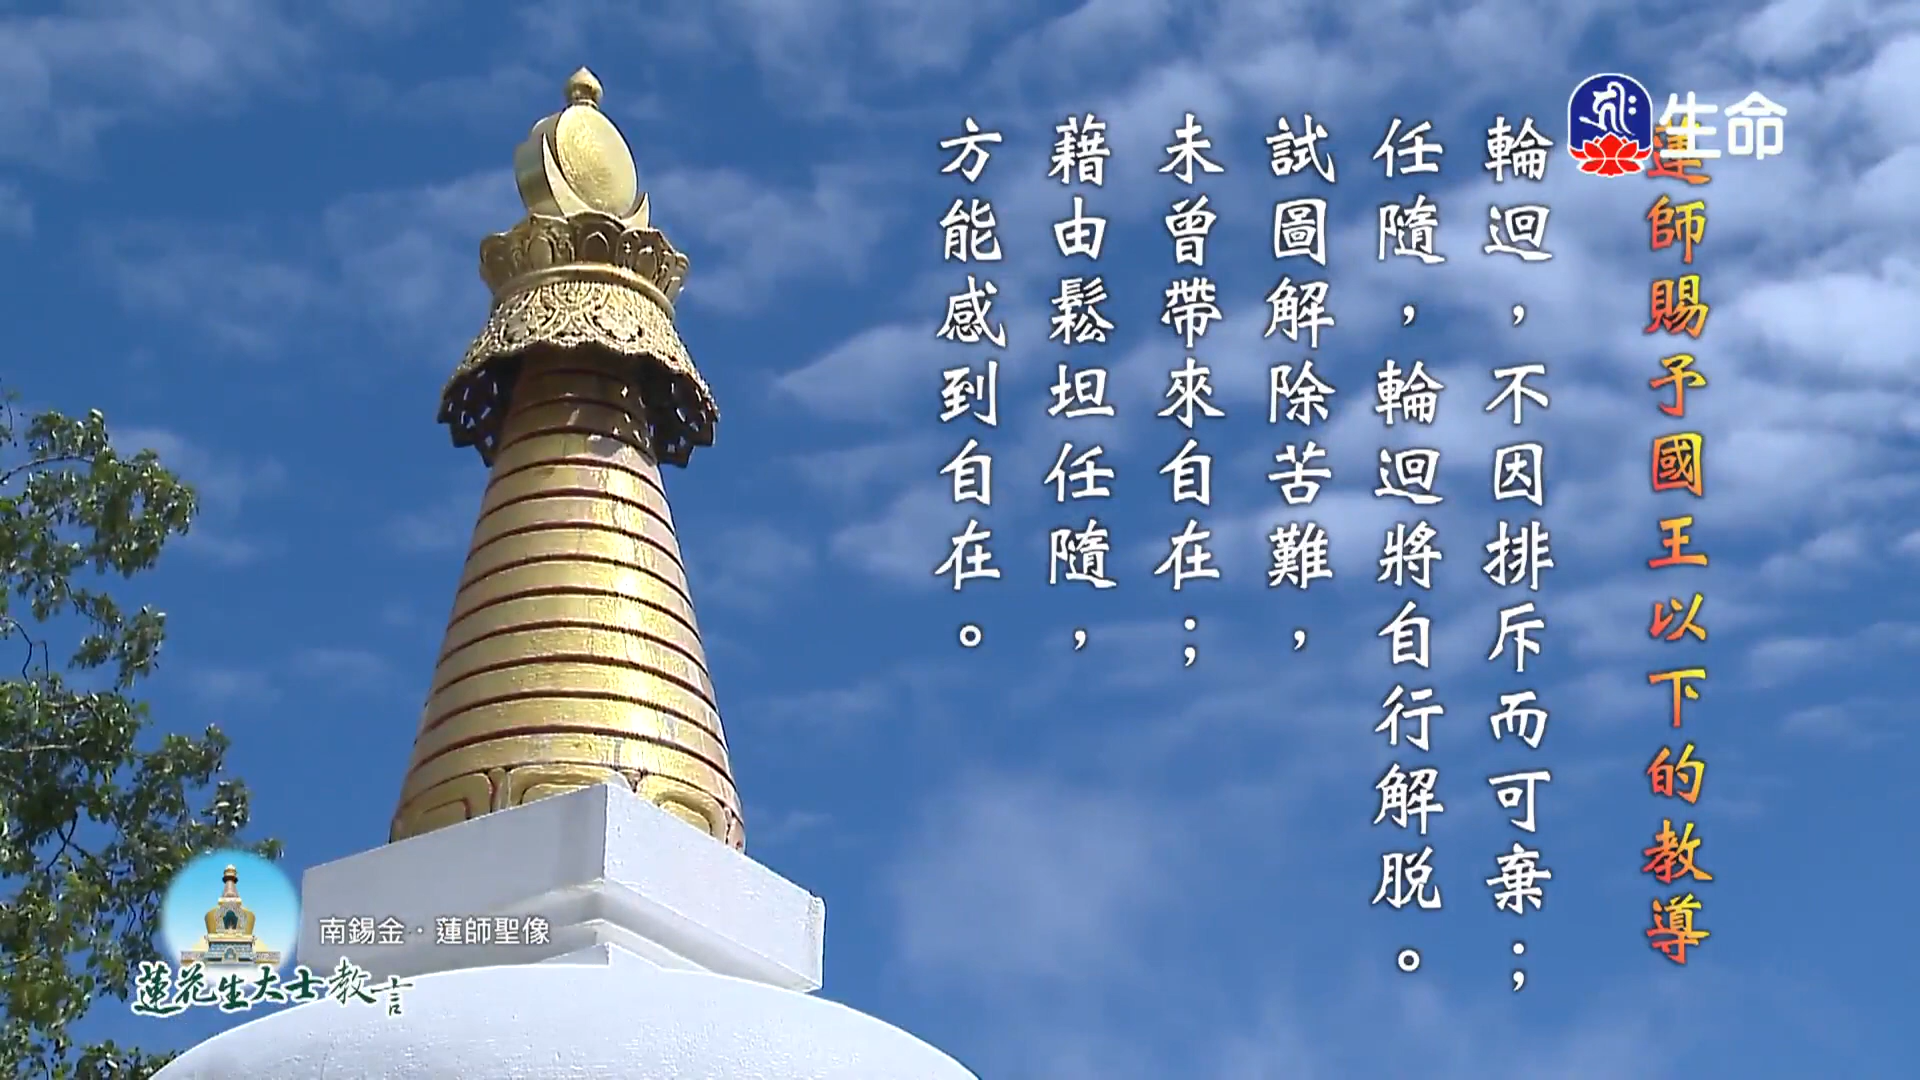 蓮師賜予國王以下的教導
輪迴，不因排斥而可棄；
任隨，輪迴將自行解脫。
試圖解除苦難，
未曾帶來自在；
藉由鬆坦任隨，
方能感到自在。
生命
南錫金·蓮師聖像
蓮花生大士教言